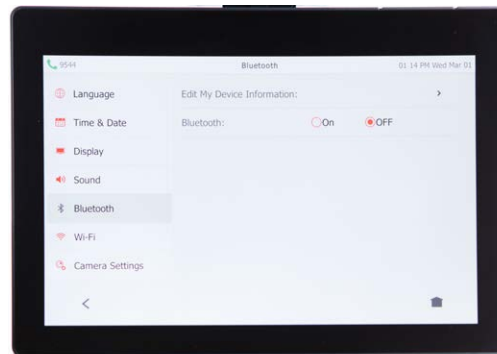 9544
Bluetooth
01 14 PM Wed Mar 01
Language
Edit My Device Information:
Time & Date
Bluetooth:
On
OFF
Display
Sound
Bluetooth
Wi-Fi
Camera Settings